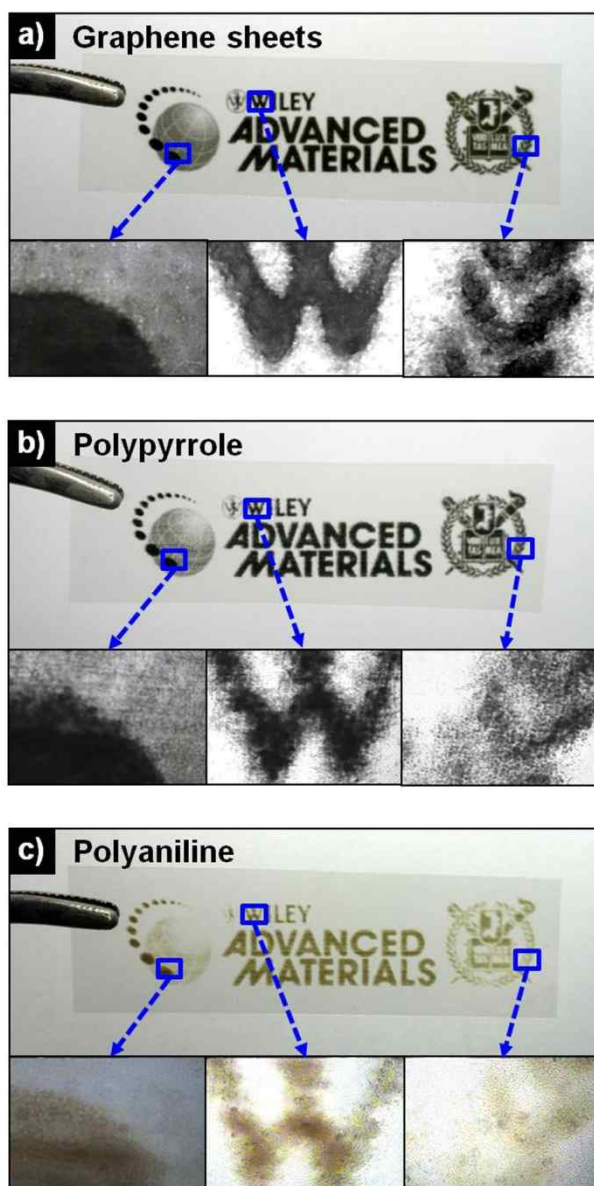 a) Graphene sheets
WILEY
ADVANCED
MATERIALS
b) Polypyrrole
WILEY
ADVANCED
MATERIALS
c) Polyaniline
WILEY
ADVANCED
MATERIALS